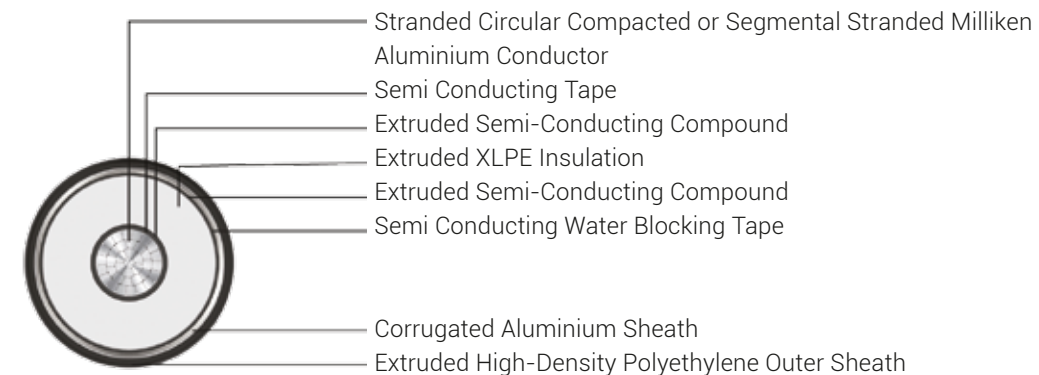 Stranded Circular Compacted or Segmental Stranded Milliken
Aluminium Conductor
Semi Conducting Tape
Extruded Semi-Conducting Compound
Extruded XLPE Insulation
Extruded Semi-Conducting Compound
Semi Conducting Water Blocking Tape
Corrugated Aluminium Sheath
Extruded High-Density Polyethylene Outer Sheath